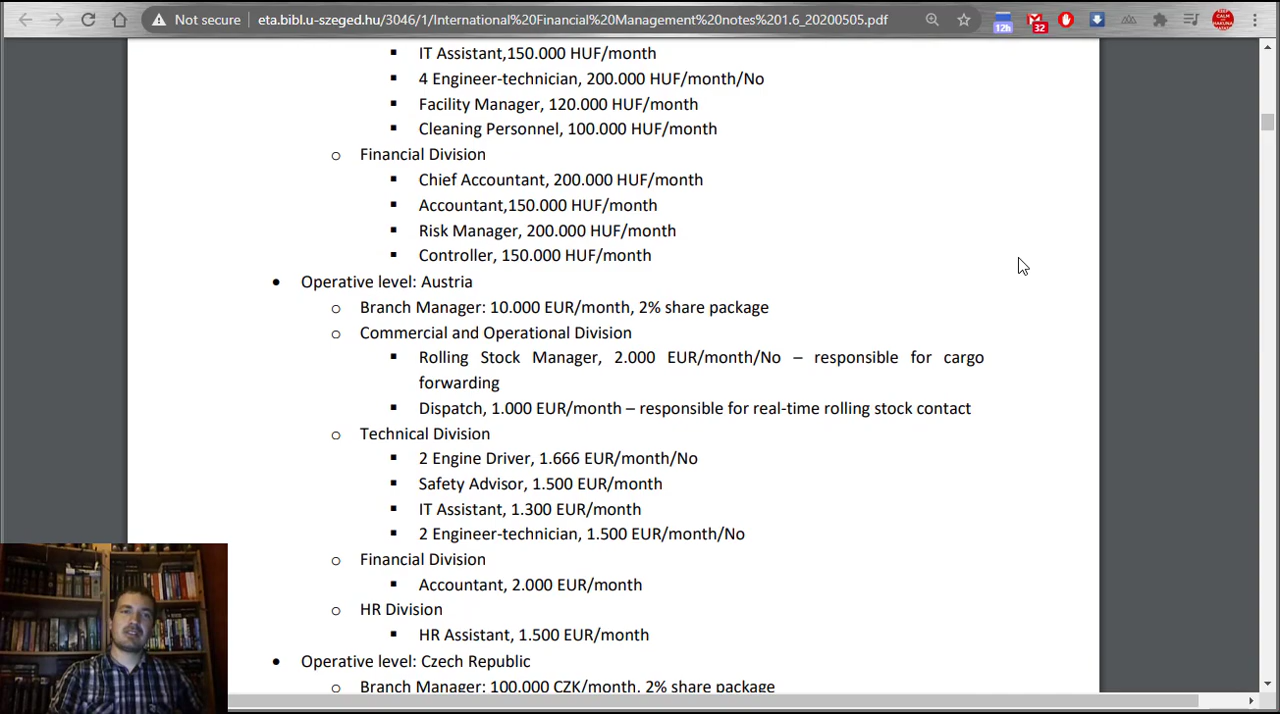 Not secure
eta.bibl.u-szeged.hu/3046/1/International%20Financial%20Management%20notes%201.6_20200505.pdf
12h
32
IT Assistant,150.000 HUF/month
4 Engineer-technician, 200.000 HUF/month/No
Facility Manager, 120.000 HUF/month
Cleaning Personnel, 100.000 HUF/month
Financial Division
Chief Accountant, 200.000 HUF/month
Accountant,150.000 HUF/month
Risk Manager, 200.000 HUF/month
Controller, 150.000 HUF/month
Operative level: Austria
Branch Manager: 10.000 EUR/month, 2% share package
Commercial and Operational Division
Rolling Stock Manager, 2.000 EUR/month/No – responsible for cargo
forwarding
Dispatch, 1.000 EUR/month – responsible for real-time rolling stock contact
Technical Division
2 Engine Driver, 1.666 EUR/month/No
Safety Advisor, 1.500 EUR/month
IT Assistant, 1.300 EUR/month
2 Engineer-technician, 1.500 EUR/month/No
Financial Division
Accountant, 2.000 EUR/month
HR Division
HR Assistant, 1.500 EUR/month
Operative level: Czech Republic
Branch Manager: 100.000 CZK/month, 2% share package